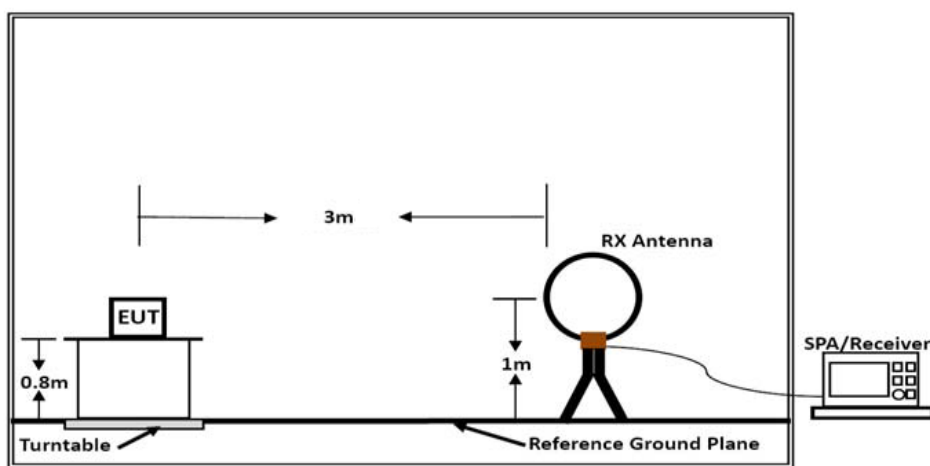 3m
RX Antenna
EUT
SPA/Receiver
1m
0.8m
Turntable
Reference Ground Plane